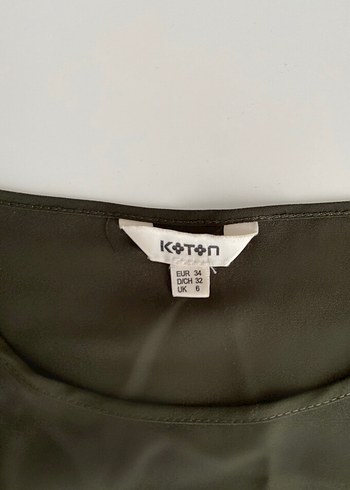 KOTON
EUR 34
D/CH 32
UK 6